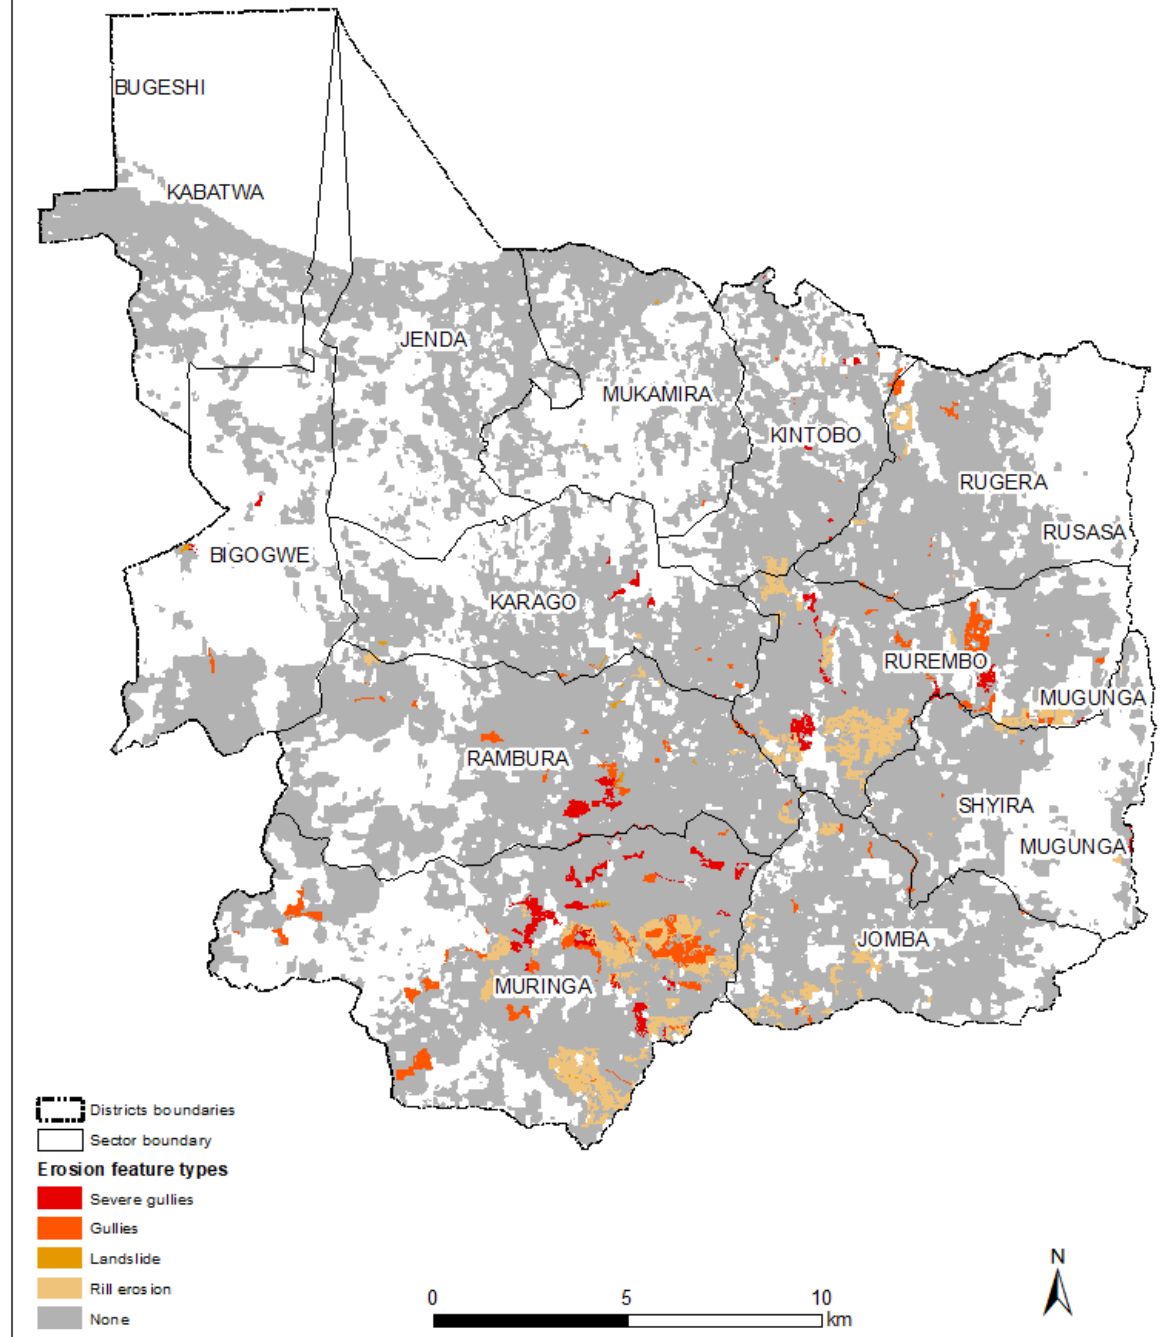 BUGESHI
KABATWA
JENDA
MUKAMIRA
KINTOBO
RUGERA
RUSASA
BIGOGWE
KARAGO
RUREMBO
MUGUNGA
RAMBURA
SHYIRA
MUGUNGA
JOMBA
MURINGA
Districts boundaries
Sector boundary
Erosion feature types
Severe gullies
Gullies
Landslide
Rill erosion
None
N
0 5 10
km